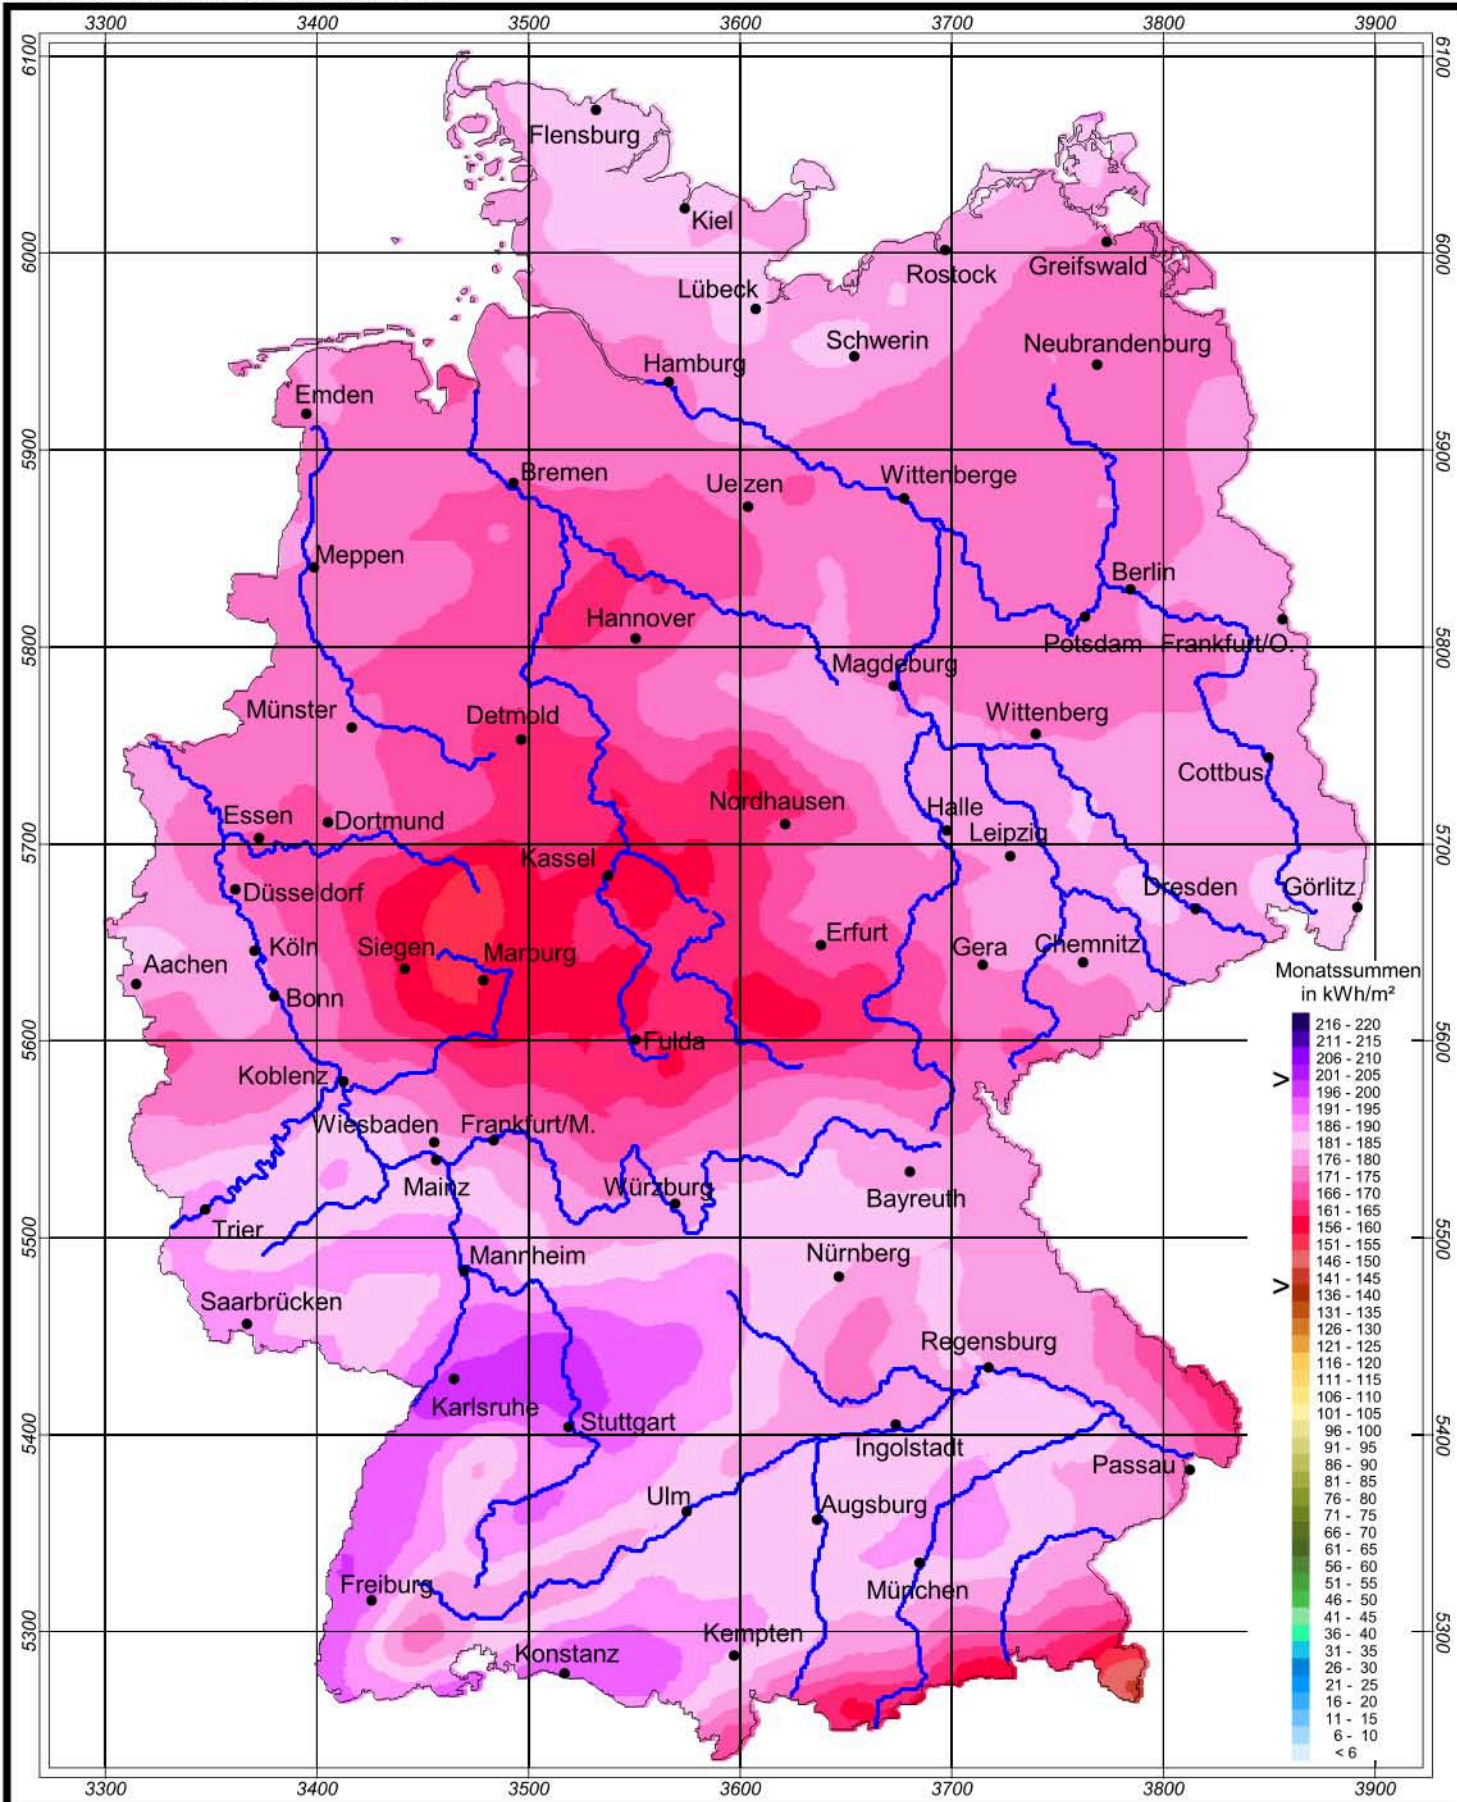 3300 3400 3500 3600 3700 3800 3900
6100 6100
Flensburg
Kiel
6000 6000
Rostock Greifswald
Lübeck
Schwerin Neubrandenburg
Hamburg
Emden
5900 5900
Bremen Uelzen Wittenberge
Meppen
Berlin
Hannover
Potsdam Frankfurt/O.
5800 5800
Magdeburg
Münster Detmold Wittenberg
Cottbus
Nordhausen Halle
Essen Dortmund Leipzig
5700 5700
Kassel
Düsseldorf Dresden Görlitz
Köln Siegen Marburg Erfurt Gera Chemnitz
Aachen
Bonn
5600 5600
Fulda
Koblenz
Wiesbaden Frankfurt/M.
Mainz Würzburg Bayreuth
Trier
5500 5500
Mannheim Nürnberg
Saarbrücken
Regensburg
Karlsruhe Stuttgart
5400 5400
Ingolstadt
Passau
Ulm Augsburg
Freiburg München
5300 5300
Konstanz Kempten
Monatssummen
in kWh/m²
216 - 220
211 - 215
206 - 210
> 201 - 205
196 - 200
191 - 195
186 - 190
181 - 185
176 - 180
171 - 175
166 - 170
161 - 165
156 - 160
151 - 155
146 - 150
> 141 - 145
136 - 140
131 - 135
126 - 130
121 - 125
116 - 120
111 - 115
106 - 110
101 - 105
96 - 100
91 - 95
86 - 90
81 - 85
76 - 80
71 - 75
66 - 70
61 - 65
56 - 60
51 - 55
46 - 50
41 - 45
36 - 40
31 - 35
26 - 30
21 - 25
16 - 20
11 - 15
6 - 10
< 6
3300 3400 3500 3600 3700 3800 3900